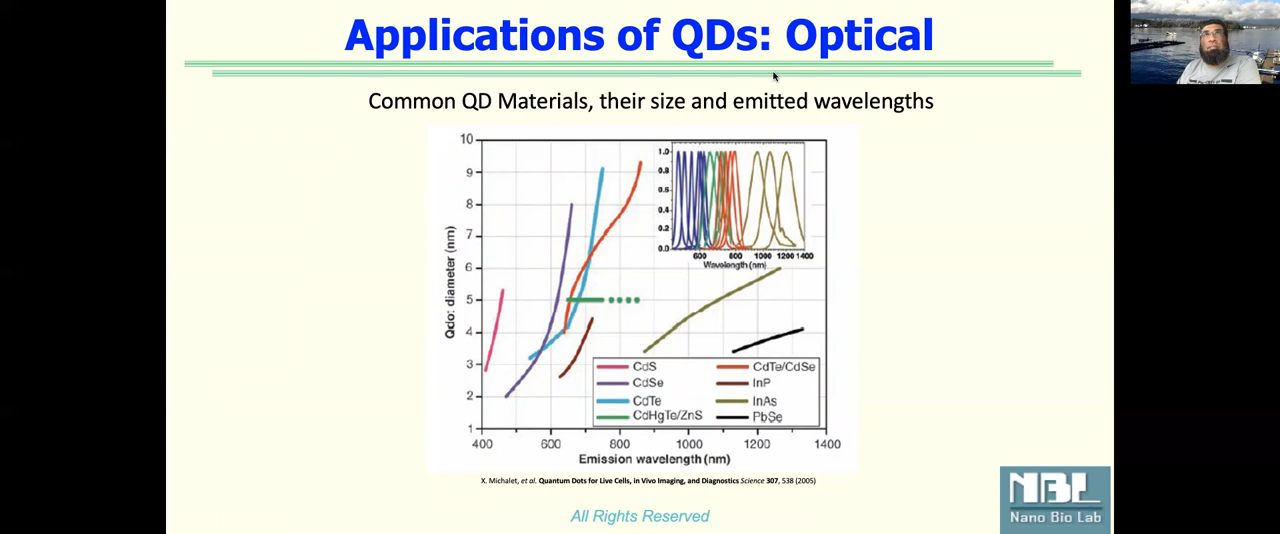 Applications of QDs: Optical
Common QD Materials, their size and emitted wavelengths
10
9
8
7
6
5
4
3
2
1
Qdo: diameter (nm)
400 600 800 1000 1200 1400
Emission wavelength (nm)
1.0
0.8
0.6
0.4
0.2
0.0
600 800 1000 1200 1400
Wavelength (nm)
CdS CdTe/CdSe
CdSe InP
CdTe InAs
CdHgTe/ZnS PbSe
X. Michalet, et al. Quantum Dots for Live Cells, in Vivo Imaging, and Diagnostics Science 307, 538 (2005)
All Rights Reserved
NBL
Nano Bio Lab